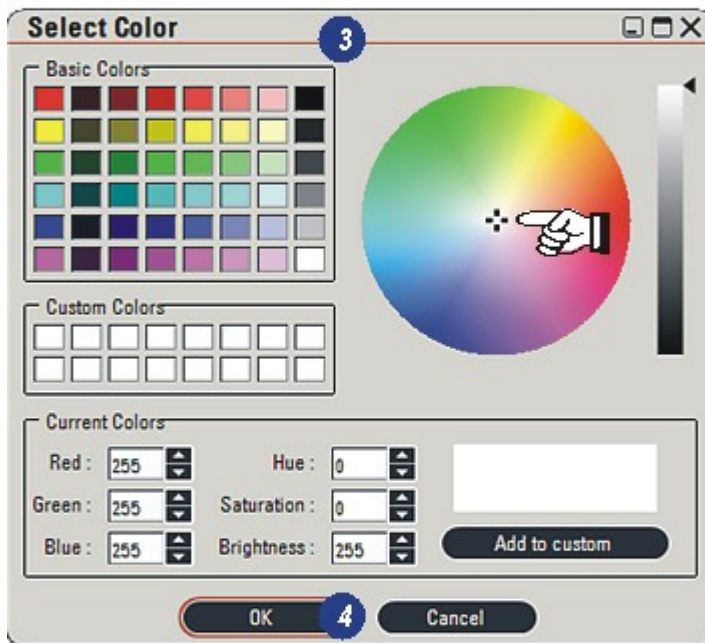 Select Color
3
Basic Colors
Custom Colors
Current Colors
Red : 255 Hue : 0
Green : 255 Saturation : 0
Blue : 255 Brightness : 255 Add to custom
OK 4 Cancel